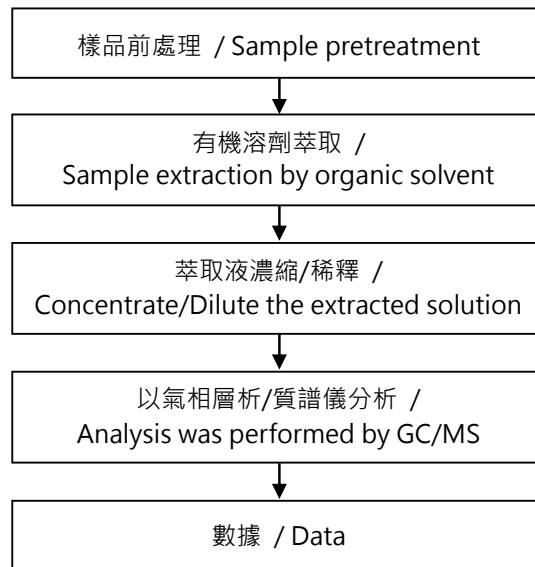 樣品前處理 / Sample pretreatment
有機溶劑萃取 /
Sample extraction by organic solvent
萃取液濃縮/稀釋 /
Concentrate/Dilute the extracted solution
以氣相層析/質譜儀分析 /
Analysis was performed by GC/MS
數據 / Data